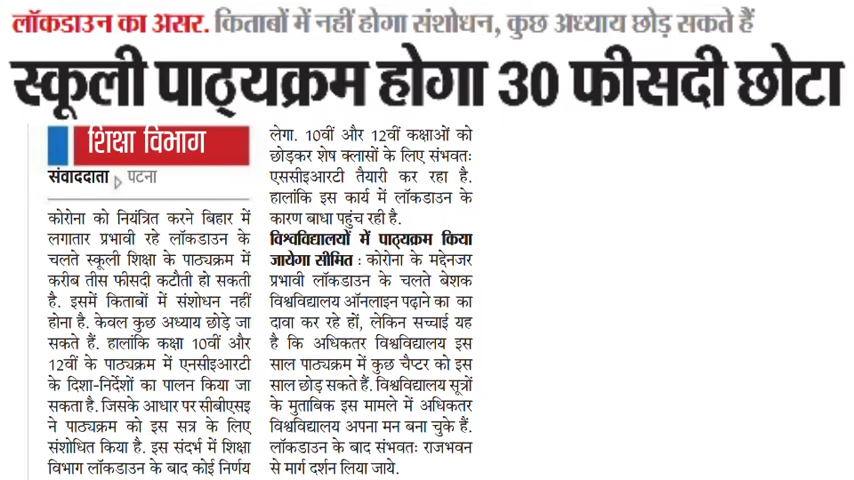 लॉकडाउन का असर. किताबों में नहीं होगा संशोधन, कुछ अध्याय छोड़ सकते हैं
स्कूली पाठ्यक्रम होगा 30 फीसदी छोटा
शिक्षा विभाग
संवाददाता पटना
कोरोना को नियंत्रित करने बिहार में
लगातार प्रभावी रहे लॉकडाउन के
चलते स्कूली शिक्षा के पाठ्यक्रम में
करीब तीस फीसदी कटौती हो सकती
है. इसमें किताबों में संशोधन नहीं
होना है. केवल कुछ अध्याय छोड़े जा
सकते हैं. हालांकि कक्षा 10वीं और
12वीं के पाठ्यक्रम में एनसीइआरटी
के दिशा-निर्देशों का पालन किया जा
सकता है. जिसके आधार पर सीबीएसइ
ने पाठ्यक्रम को इस सत्र के लिए
संशोधित किया है. इस संदर्भ में शिक्षा
विभाग लॉकडाउन के बाद कोई निर्णय
लेगा. 10वीं और 12वीं कक्षाओं को
छोड़कर शेष क्लासों के लिए संभवतः
एससीइआरटी तैयारी कर रहा है.
हालांकि इस कार्य में लॉकडाउन के
कारण बाधा पहुंच रही है.
विश्वविद्यालयों में पाठ्यक्रम किया
जायेगा सीमित : कोरोना के मद्देनजर
प्रभावी लॉकडाउन के चलते बेशक
विश्वविद्यालय ऑनलाइन पढ़ाने का का
दावा कर रहे हों, लेकिन सच्चाई यह
है कि अधिकतर विश्वविद्यालय इस
साल पाठ्यक्रम में कुछ चैप्टर को इस
साल छोड़ सकते हैं. विश्वविद्यालय सूत्रों
के मुताबिक इस मामले में अधिकतर
विश्वविद्यालय अपना मन बना चुके हैं.
लॉकडाउन के बाद संभवतः राजभवन
से मार्ग दर्शन लिया जाये.